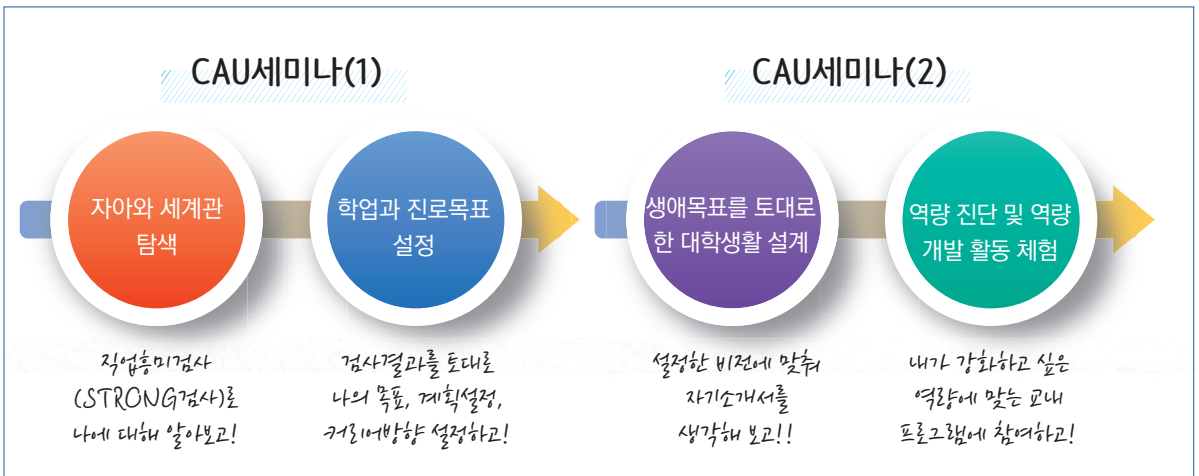 CAU세미나(1)
CAU세미나(2)
자아와 세계관
탐색
학업과 진로목표
설정
생애목표를 토대로
한 대학생활 설계
역량 진단 및 역량
개발 활동 체험
직업흥미검사
(STRONG검사)로
나에 대해 알아보고!
검사결과를 토대로
나의 목표, 계획설정,
커리어방향 설정하고!
설정한 비전에 맞춰
자기소개서를
생각해 보고!!
내가 강화하고 싶은
역량에 맞는 교내
프로그램에 참여하고!